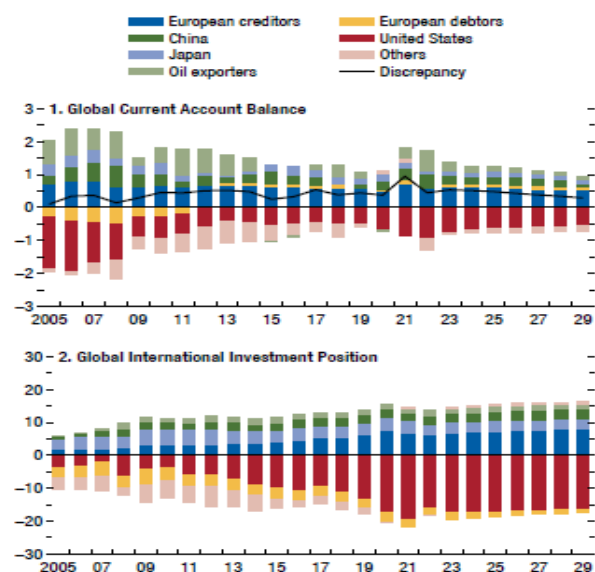 European creditors European debtors
China United States
Japan Others
Oil exporters Discrepancy
3 1. Global Current Account Balance
2
1
0
−1
−2
−3
2005 07 09 11 13 15 17 19 21 23 25 27 29
30 2. Global International Investment Position
20
10
0
−10
−20
−30
2005 07 09 11 13 15 17 19 21 23 25 27 29